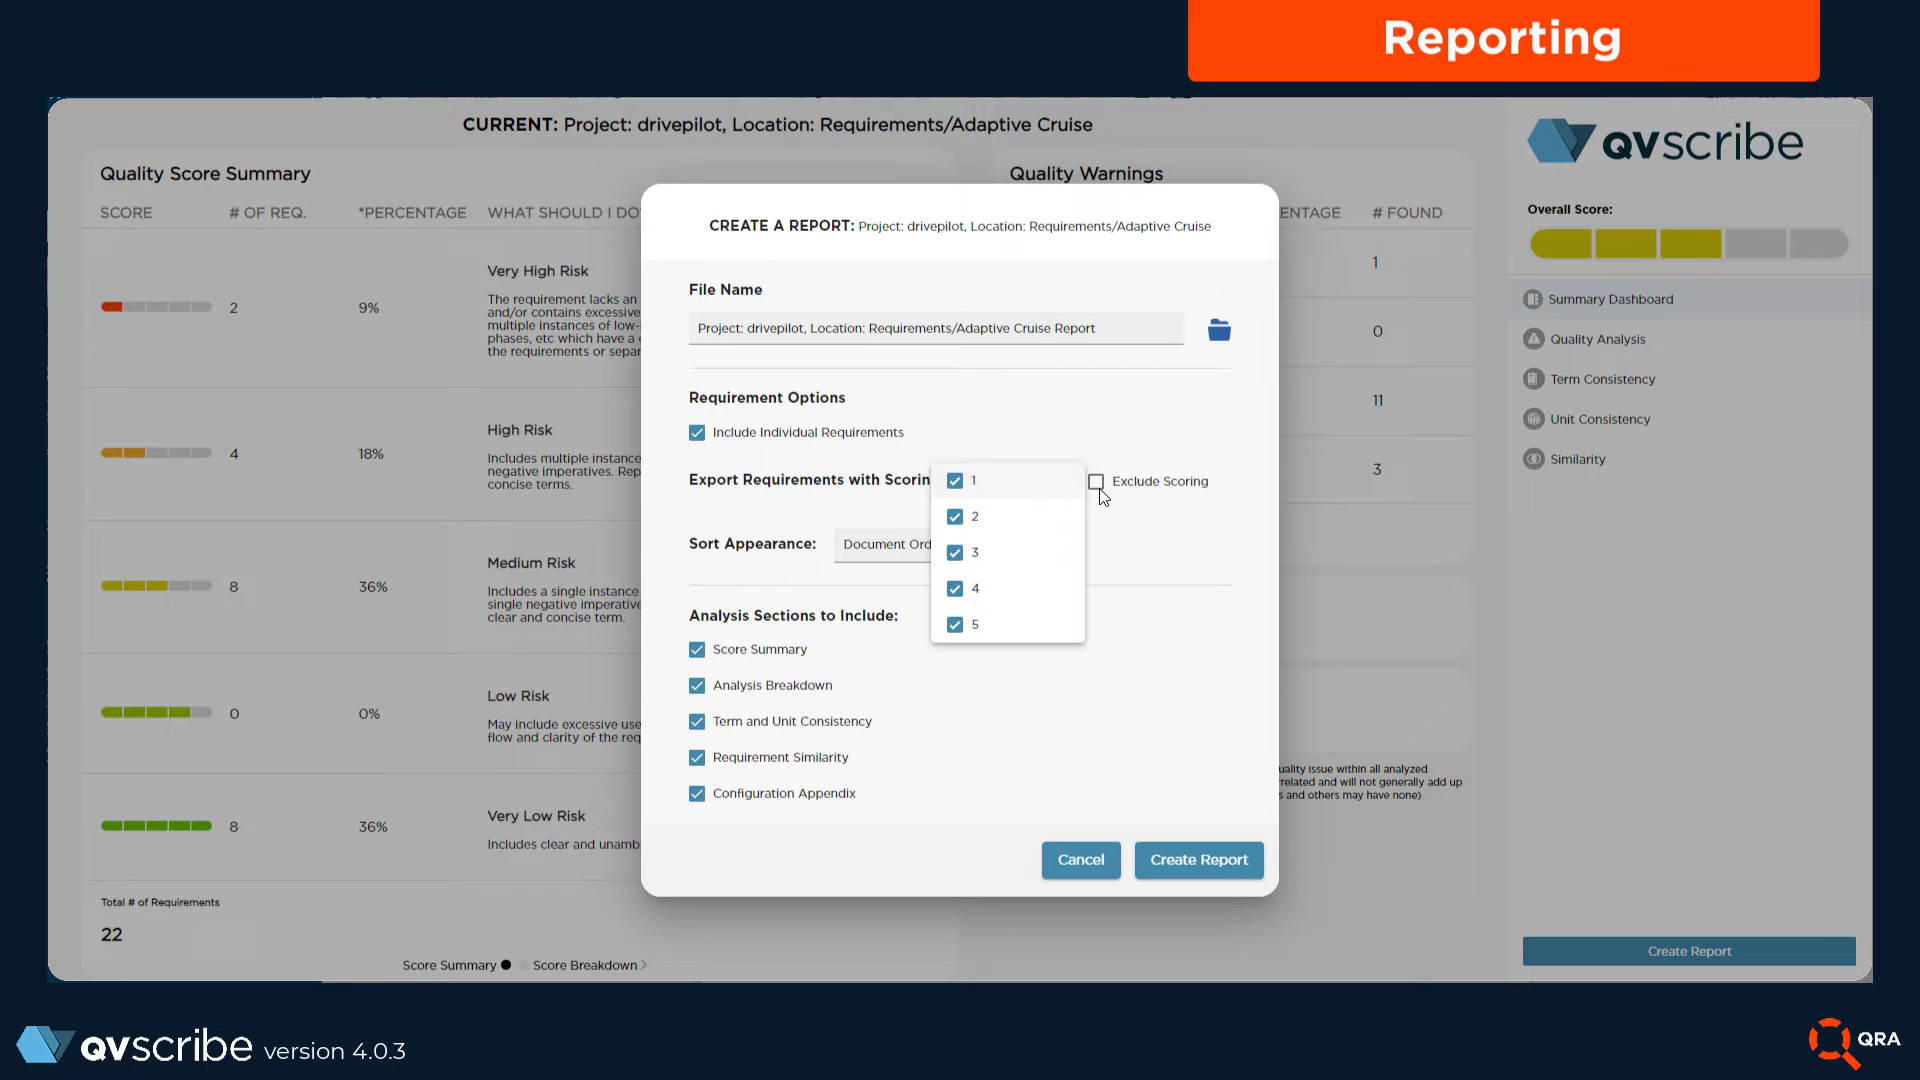 Reporting
CURRENT: Project: drivepilot, Location: Requirements/Adaptive Cruise
Quality Score Summary
SCORE # OF REQ. *PERCENTAGE WHAT SHOULD I DO
2 9% Very High Risk
The requirement lacks an
and/or contains excessive
multiple instances of low-
phases, etc which have a
the requirements or separ
4 18% High Risk
Includes multiple instance
negative imperatives. Rep
concise terms.
8 36% Medium Risk
Includes a single instance
single negative imperative
clear and concise term.
0 0% Low Risk
May include excessive use
flow and clarity of the req
8 36% Very Low Risk
Includes clear and unamb
Total # of Requirements
22
Score Summary Score Breakdown
CREATE A REPORT: Project: drivepilot, Location: Requirements/Adaptive Cruise
File Name
Project: drivepilot, Location: Requirements/Adaptive Cruise Report
Requirement Options
Include Individual Requirements
Export Requirements with Scorin
1
2
3
4
5
Exclude Scoring
Sort Appearance: Document Ord
Analysis Sections to Include:
Score Summary
Analysis Breakdown
Term and Unit Consistency
Requirement Similarity
Configuration Appendix
Cancel Create Report
Quality Warnings
ENTAGE # FOUND
1
0
11
3
uality issue within all analyzed
related and will not generally add up
s and others may have none)
qvscribe
Overall Score:
Summary Dashboard
Quality Analysis
Term Consistency
Unit Consistency
Similarity
Create Report
qvscribe version 4.0.3
QRA